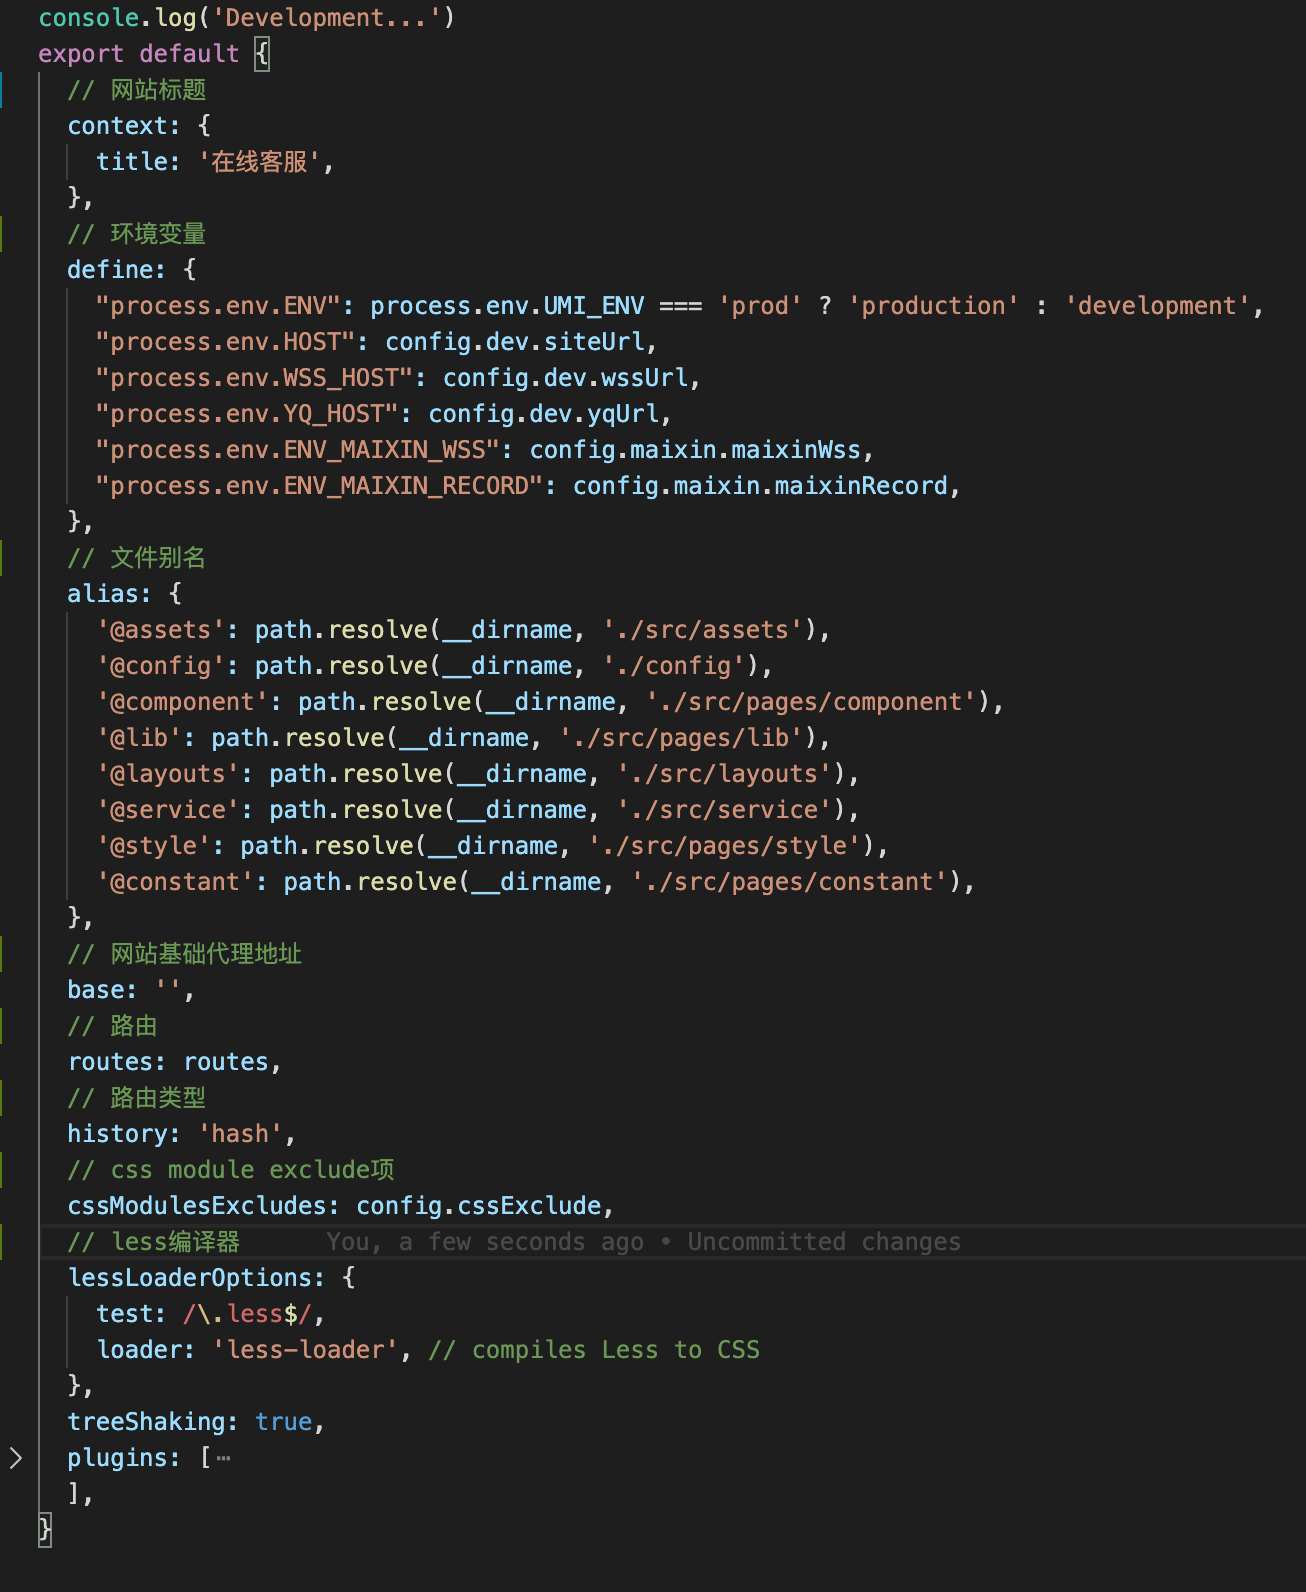 console.log('Development...')
export default {
  // 网站标题
  context: {
    title: '在线客服',
  },
  // 环境变量
  define: {
    "process.env.ENV": process.env.UMI_ENV === 'prod' ? 'production' : 'development',
    "process.env.HOST": config.dev.siteUrl,
    "process.env.WSS_HOST": config.dev.wssUrl,
    "process.env.YQ_HOST": config.dev.yqUrl,
    "process.env.ENV_MAIXIN_WSS": config.maixin.maixinWss,
    "process.env.ENV_MAIXIN_RECORD": config.maixin.maixinRecord,
  },
  // 文件别名
  alias: {
    '@assets': path.resolve(__dirname, './src/assets'),
    '@config': path.resolve(__dirname, './config'),
    '@component': path.resolve(__dirname, './src/pages/component'),
    '@lib': path.resolve(__dirname, './src/pages/lib'),
    '@layouts': path.resolve(__dirname, './src/layouts'),
    '@service': path.resolve(__dirname, './src/service'),
    '@style': path.resolve(__dirname, './src/pages/style'),
    '@constant': path.resolve(__dirname, './src/pages/constant'),
  },
  // 网站基础代理地址
  base: '',
  // 路由
  routes: routes,
  // 路由类型
  history: 'hash',
  // css module exclude项
  cssModulesExcludes: config.cssExclude,
  // less编译器      You, a few seconds ago • Uncommitted changes
  lessLoaderOptions: {
    test: /\.less$/,
    loader: 'less-loader', // compiles Less to CSS
  },
  treeShaking: true,
  plugins: […
  ],
}